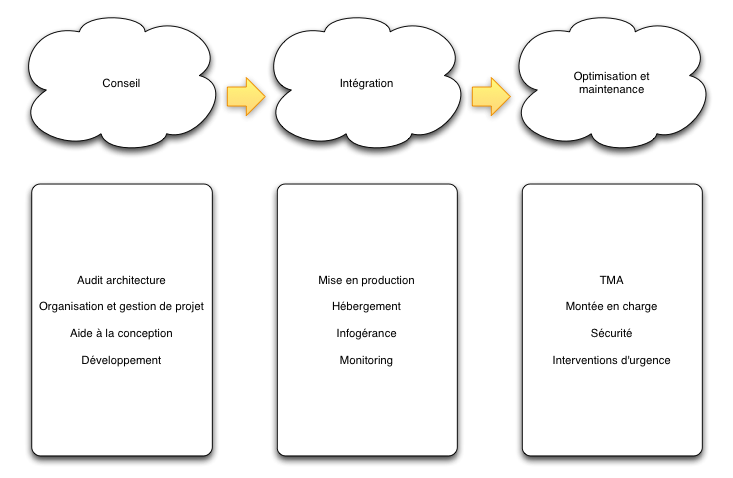 Conseil
Intégration
Optimisation et
maintenance
Audit architecture
Organisation et gestion de projet
Aide à la conception
Développement
Mise en production
Hébergement
Infogérance
Monitoring
TMA
Montée en charge
Sécurité
Interventions d'urgence